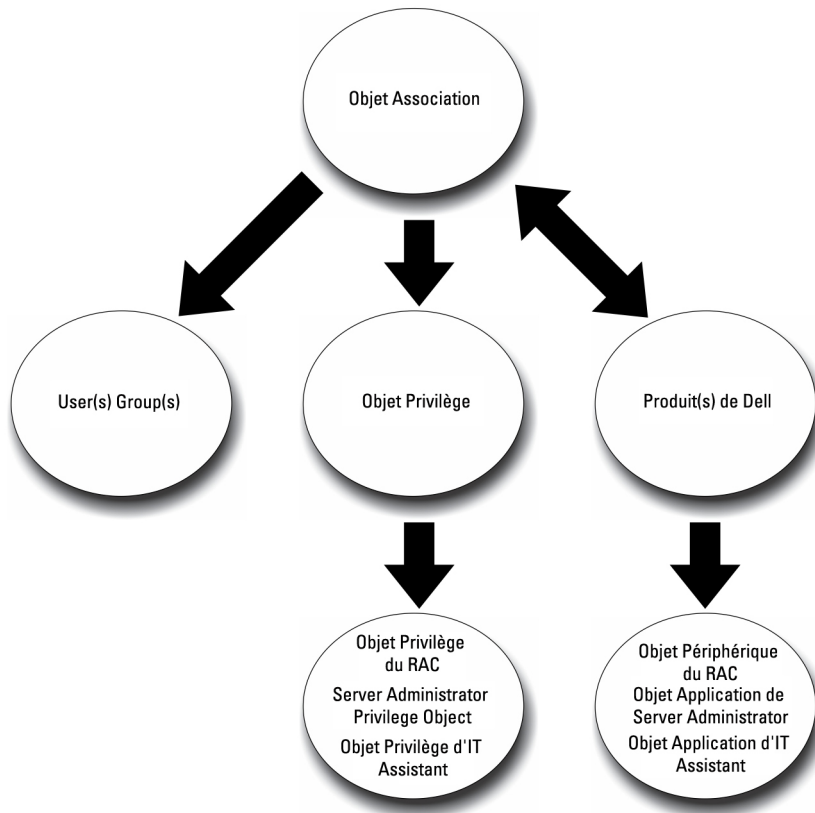 Objet Association
User(s) Group(s)
Objet Privilège
Produit(s) de Dell
Objet Privilège
du RAC
Server Administrator
Privilege Object
Objet Privilège d'IT
Assistant
Objet Périphérique
du RAC
Objet Application de
Server Administrator
Objet Application d'IT
Assistant